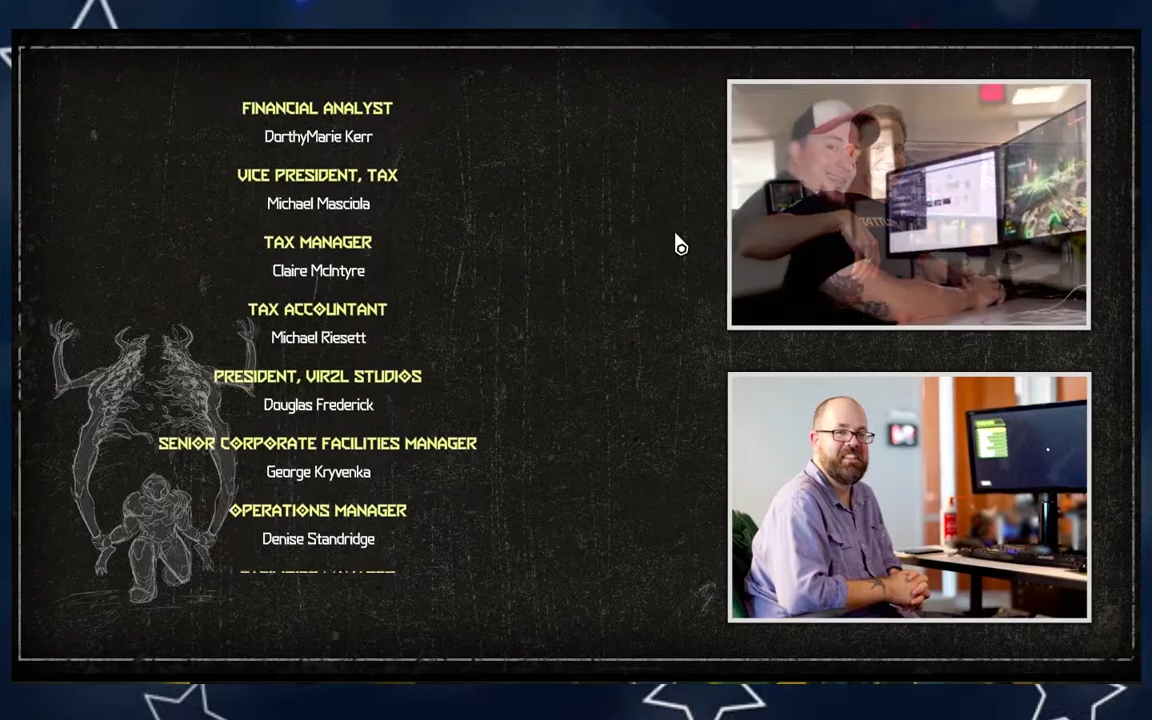 FINANCIAL ANALYST
DorthyMarie Kerr
VICE PRESIDENT, TAX
Michael Masciola
TAX MANAGER
Claire McIntyre
TAX ACCOUNTANT
Michael Riesett
PRESIDENT, VIR2L STUDIOS
Douglas Frederick
SENIOR CORPORATE FACILITIES MANAGER
George Kryvenka
OPERATIONS MANAGER
Denise Standridge